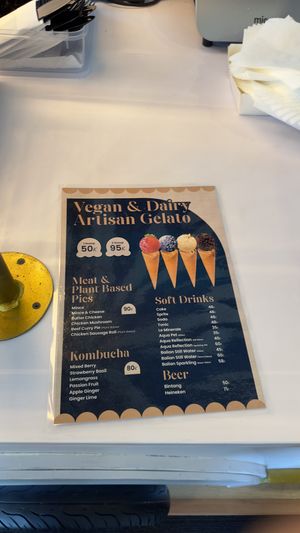 Vegan & Dairy
Artisan Gelato
50K
95K
Meat &
Plant Based
Pies
Mince
Mince & Cheese
Butter Chicken
Chicken Mushroom
Beef Curry Pie
Chicken Sausage Roll
90K
Kombucha
Mixed Berry
Strawberry Basil
Lemongrass
Passion Fruit
Apple Ginger
Ginger Lime
80K
Soft Drinks
Coke
Sprite
Soda
Tonic
Le Minerale
Aqua Pet
Aqua Reflection
Aqua Reflection
Balian Still Water
Balian Still Water
Balian Sparkling
Beer
Bintang
Heineken